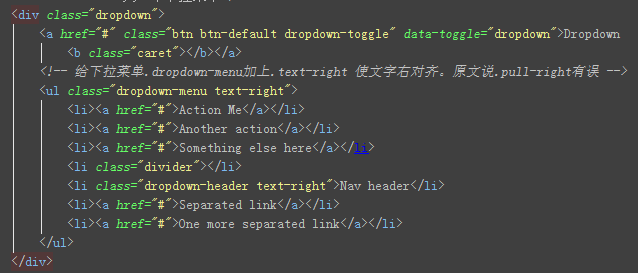 <div class="dropdown">
<a href="#" class="btn btn-default dropdown-toggle" data-toggle="dropdown">Dropdown
<b class="caret"></b></a>
<!-- 给下拉菜单.dropdown-menu加上.text-right 使文字右对齐。原文说.pull-right有误 -->
<ul class="dropdown-menu text-right">
<li><a href="#">Action Me</a></li>
<li><a href="#">Another action</a></li>
<li><a href="#">Something else here</a></li>
<li class="divider"></li>
<li class="dropdown-header text-right">Nav header</li>
<li><a href="#">Separated link</a></li>
<li><a href="#">One more separated link</a></li>
</ul>
</div>